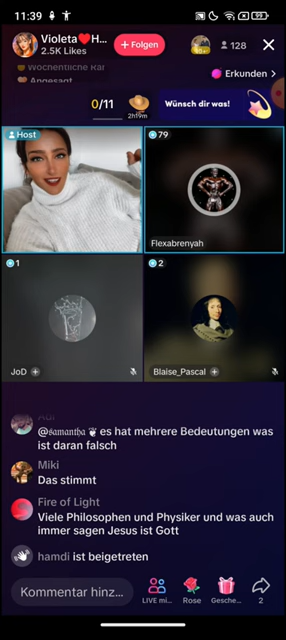 11:39
99
Violeta❤️H...
2.5K Likes
+ Folgen
128
Wöchentliche Rar
Angesagt
Erkunden >
0/11
2h19m
Wünsch dir was!
Host
79
Flexabrenyah
1
2
JoD
Blaise_Pascal
@𝔰𝔞𝔪𝔞𝔫𝔱𝔥𝔞 ❦ es hat mehrere Bedeutungen was
ist daran falsch
Miki
Das stimmt
Fire of Light
Viele Philosophen und Physiker und was auch
immer sagen Jesus ist Gott
hamdi ist beigetreten
Kommentar hinz...
LIVE mi...
Rose
Gesche...
2